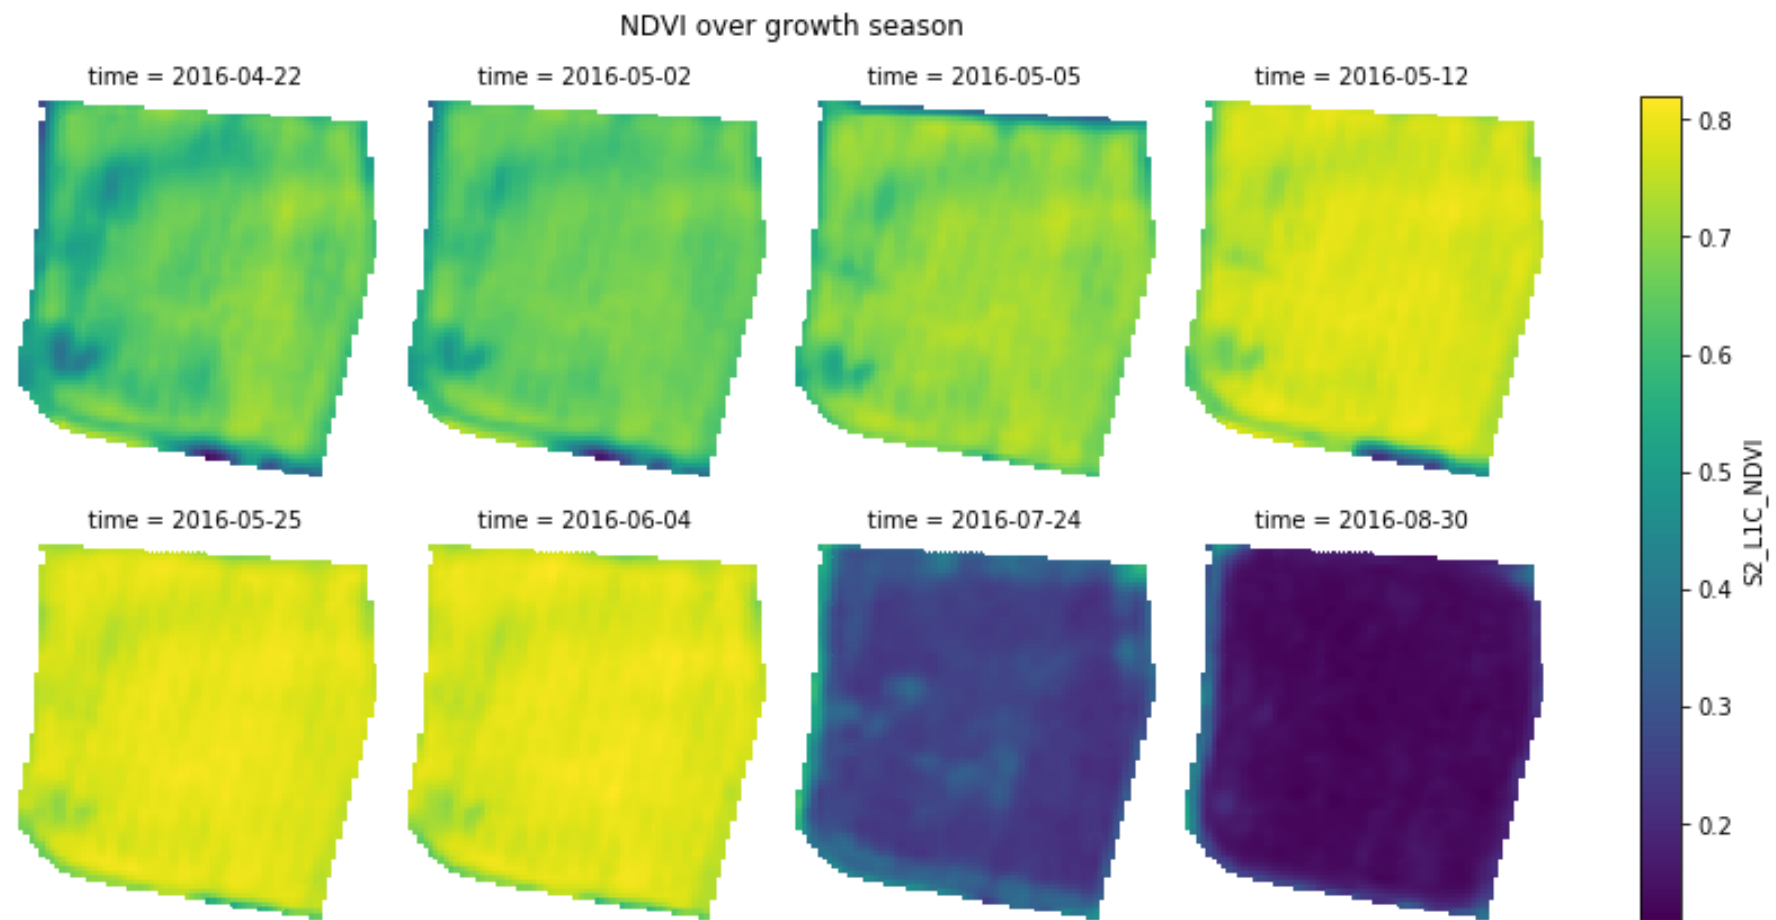 NDVI over growth season
time = 2016-04-22
time = 2016-05-02
time = 2016-05-05
time = 2016-05-12
0.8
0.7
0.6
0.5
0.4
0.3
0.2
S2_L1C_NDVI
time = 2016-05-25
time = 2016-06-04
time = 2016-07-24
time = 2016-08-30